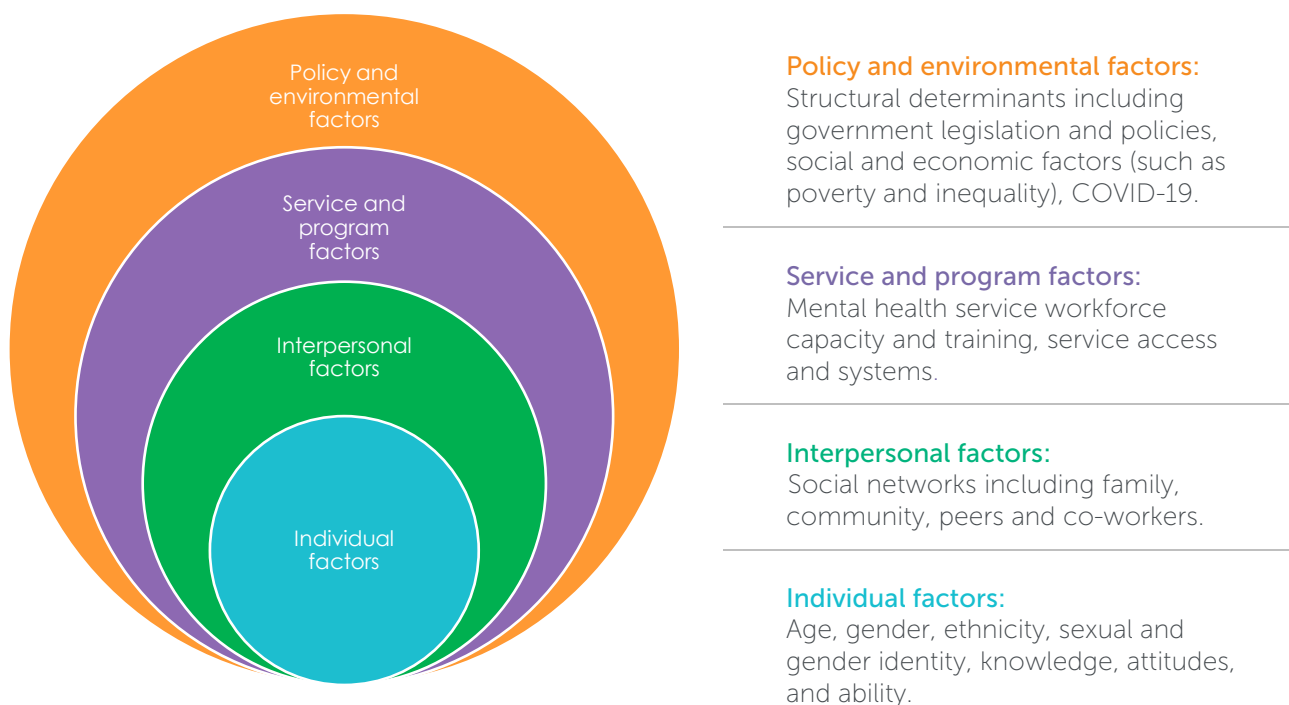 Policy and
environmental
factors
Service and
program
factors
Interpersonal
factors
Individual
factors
Policy and environmental factors:
Structural determinants including
government legislation and policies,
social and economic factors (such as
poverty and inequality), COVID-19.
Service and program factors:
Mental health service workforce
capacity and training, service access
and systems.
Interpersonal factors:
Social networks including family,
community, peers and co-workers.
Individual factors:
Age, gender, ethnicity, sexual and
gender identity, knowledge, attitudes,
and ability.